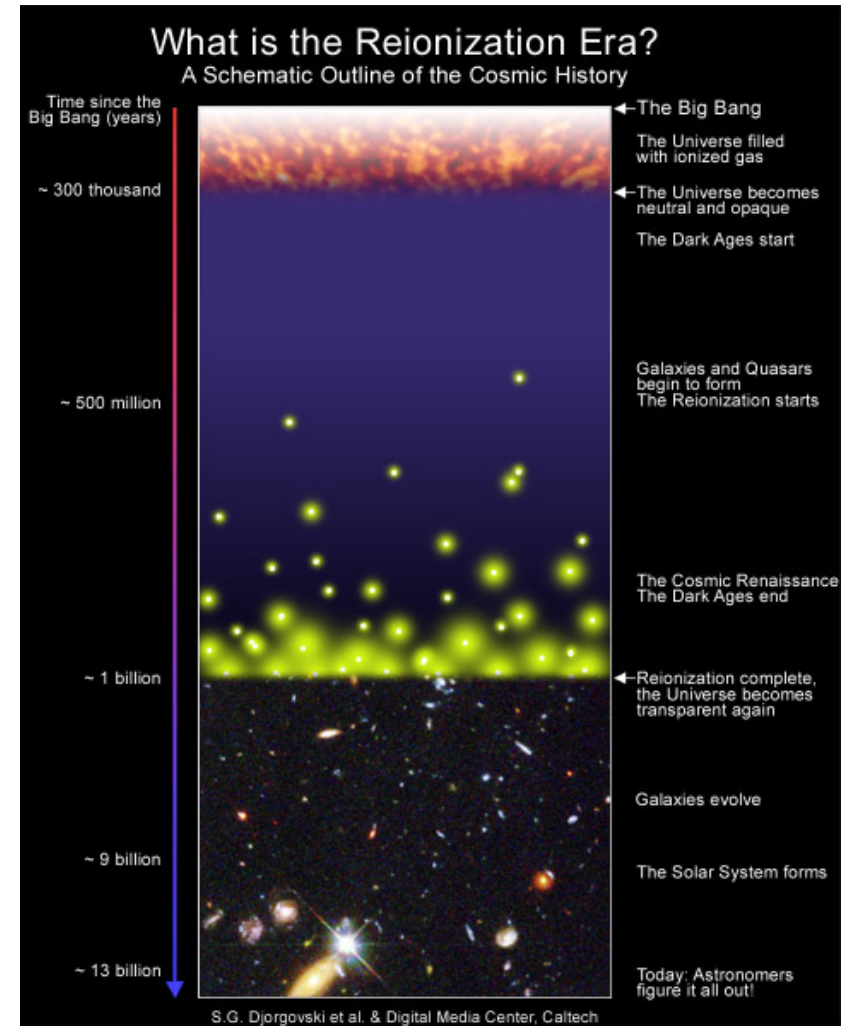 What is the Reionization Era?
A Schematic Outline of the Cosmic History
Time since the
Big Bang (years)
The Big Bang
The Universe filled
with ionized gas
~ 300 thousand
The Universe becomes
neutral and opaque
The Dark Ages start
Galaxies and Quasars
begin to form
The Reionization starts
~ 500 million
The Cosmic Renaissance
The Dark Ages end
~ 1 billion
Reionization complete,
the Universe becomes
transparent again
Galaxies evolve
~ 9 billion
The Solar System forms
~ 13 billion
Today: Astronomers
figure it all out!
S.G. Djorgovski et al. & Digital Media Center, Caltech